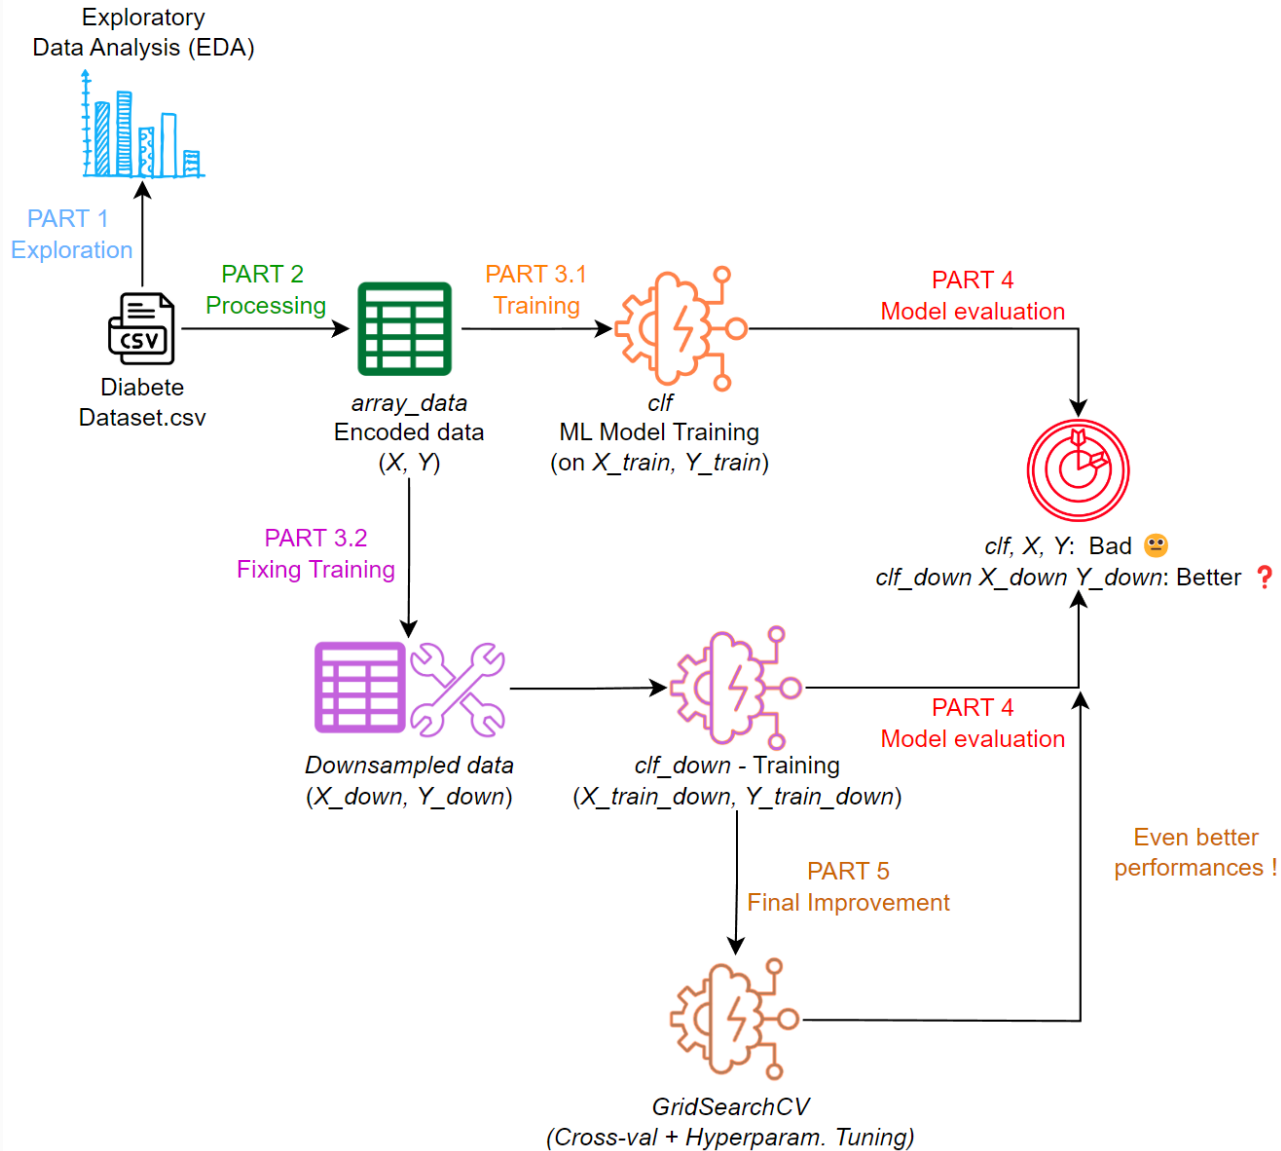 Exploratory
Data Analysis (EDA)
PART 1
Exploration
PART 2
Processing
PART 3.1
Training
PART 4
Model evaluation
CSV
Diabete
Dataset.csv
array_data
Encoded data
(X, Y)
clf
ML Model Training
(on X_train, Y_train)
clf, X, Y: Bad 😐
clf_down X_down Y_down: Better ❓
PART 3.2
Fixing Training
Downsampled data
(X_down, Y_down)
clf_down - Training
(X_train_down, Y_train_down)
PART 4
Model evaluation
Even better
performances !
PART 5
Final Improvement
GridSearchCV
(Cross-val + Hyperparam. Tuning)